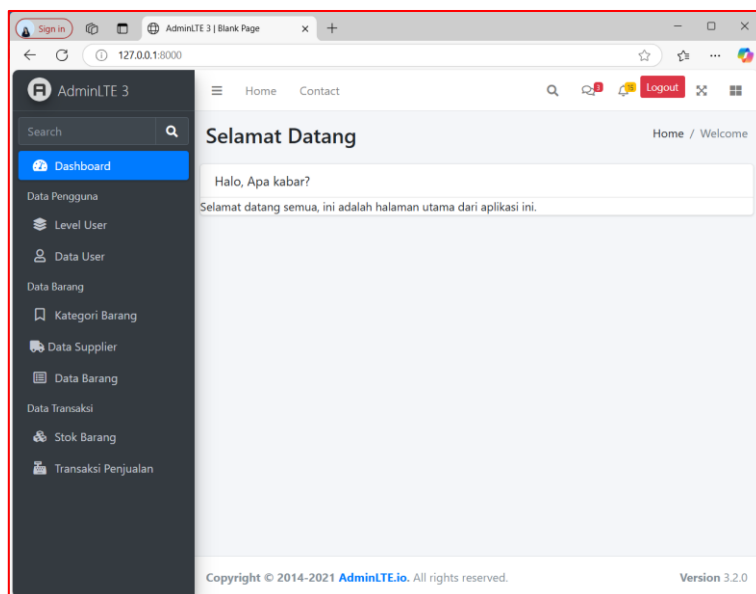 Sign in
AdminLTE 3 | Blank Page
127.0.0.1:8000
AdminLTE 3
Home Contact
3
15
Logout
Search
Selamat Datang
Home / Welcome
Dashboard
Halo, Apa kabar?
Selamat datang semua, ini adalah halaman utama dari aplikasi ini.
Data Pengguna
Level User
Data User
Data Barang
Kategori Barang
Data Supplier
Data Barang
Data Transaksi
Stok Barang
Transaksi Penjualan
Copyright © 2014-2021 AdminLTE.io. All rights reserved.
Version 3.2.0